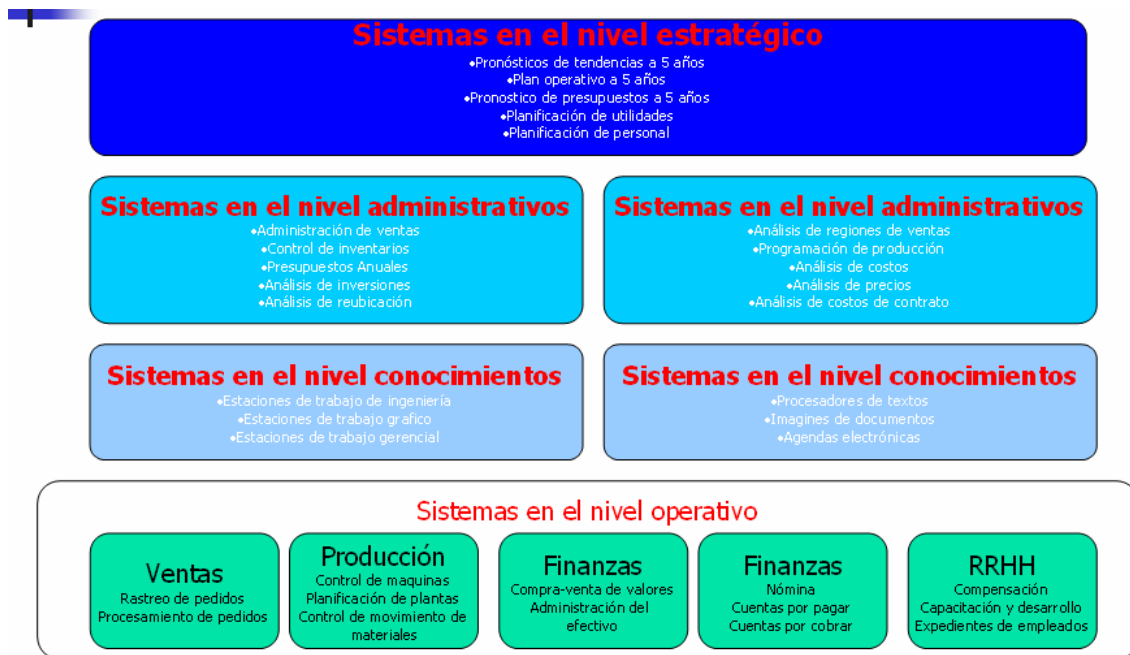 Sistemas en el nivel estratégico
◆Pronósticos de tendencias a 5 años
◆Plan operativo a 5 años
◆Pronostico de presupuestos a 5 años
◆Planificación de utilidades
◆Planificación de personal
Sistemas en el nivel administrativos
◆Administración de ventas
◆Control de inventarios
◆Presupuestos Anuales
◆Análisis de inversiones
◆Análisis de reubicación
Sistemas en el nivel administrativos
◆Análisis de regiones de ventas
◆Programación de producción
◆Análisis de costos
◆Análisis de precios
◆Análisis de costos de contrato
Sistemas en el nivel conocimientos
◆Estaciones de trabajo de ingeniería
◆Estaciones de trabajo grafico
◆Estaciones de trabajo gerencial
Sistemas en el nivel conocimientos
◆Procesadores de textos
◆Imagines de documentos
◆Agendas electrónicas
Sistemas en el nivel operativo
Ventas
Rastreo de pedidos
Procesamiento de pedidos
Producción
Control de maquinas
Planificación de plantas
Control de movimiento de
materiales
Finanzas
Compra-venta de valores
Administración del
efectivo
Finanzas
Nómina
Cuentas por pagar
Cuentas por cobrar
RRHH
Compensación
Capacitación y desarrollo
Expedientes de empleados